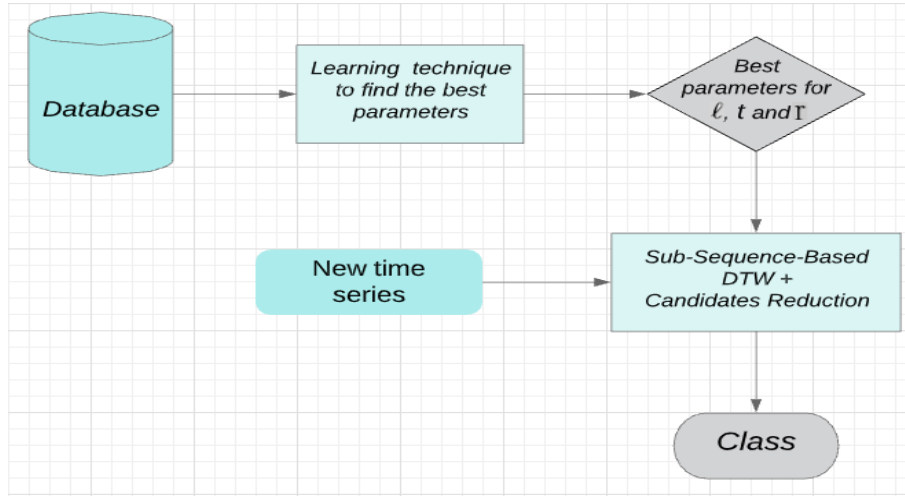 Database
Learning technique
to find the best
parameters
Best
parameters for
ℓ, t and r
New time
series
Sub-Sequence-Based
DTW +
Candidates Reduction
Class